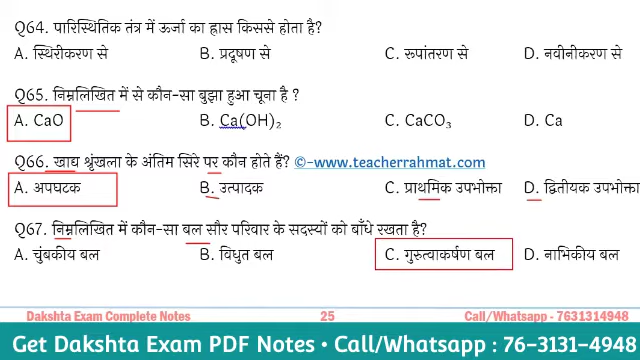 Q64. पारिस्थितिक तंत्र में ऊर्जा का ह्रास किससे होता है?
A. स्थिरीकरण से B. प्रदूषण से C. रूपांतरण से D. नवीनीकरण से
Q65. निम्नलिखित में से कौन-सा बुझा हुआ चूना है ?
A. CaO B. Ca(OH)₂ C. CaCO₃ D. Ca
Q66. खाद्य श्रृंखला के अंतिम सिरे पर कौन होते हैं? ©-www.teacherrahmat.com
A. अपघटक B. उत्पादक C. प्राथमिक उपभोक्ता D. द्वितीयक उपभोक्ता
Q67. निम्नलिखित में कौन-सा बल सौर परिवार के सदस्यों को बाँधे रखता है?
A. चुंबकीय बल B. विधुत बल C. गुरुत्वाकर्षण बल D. नाभिकीय बल
Dakshta Exam Complete Notes 25 Call/Whatsapp - 7631314948
Get Dakshta Exam PDF Notes • Call/Whatsapp : 76-3131-4948